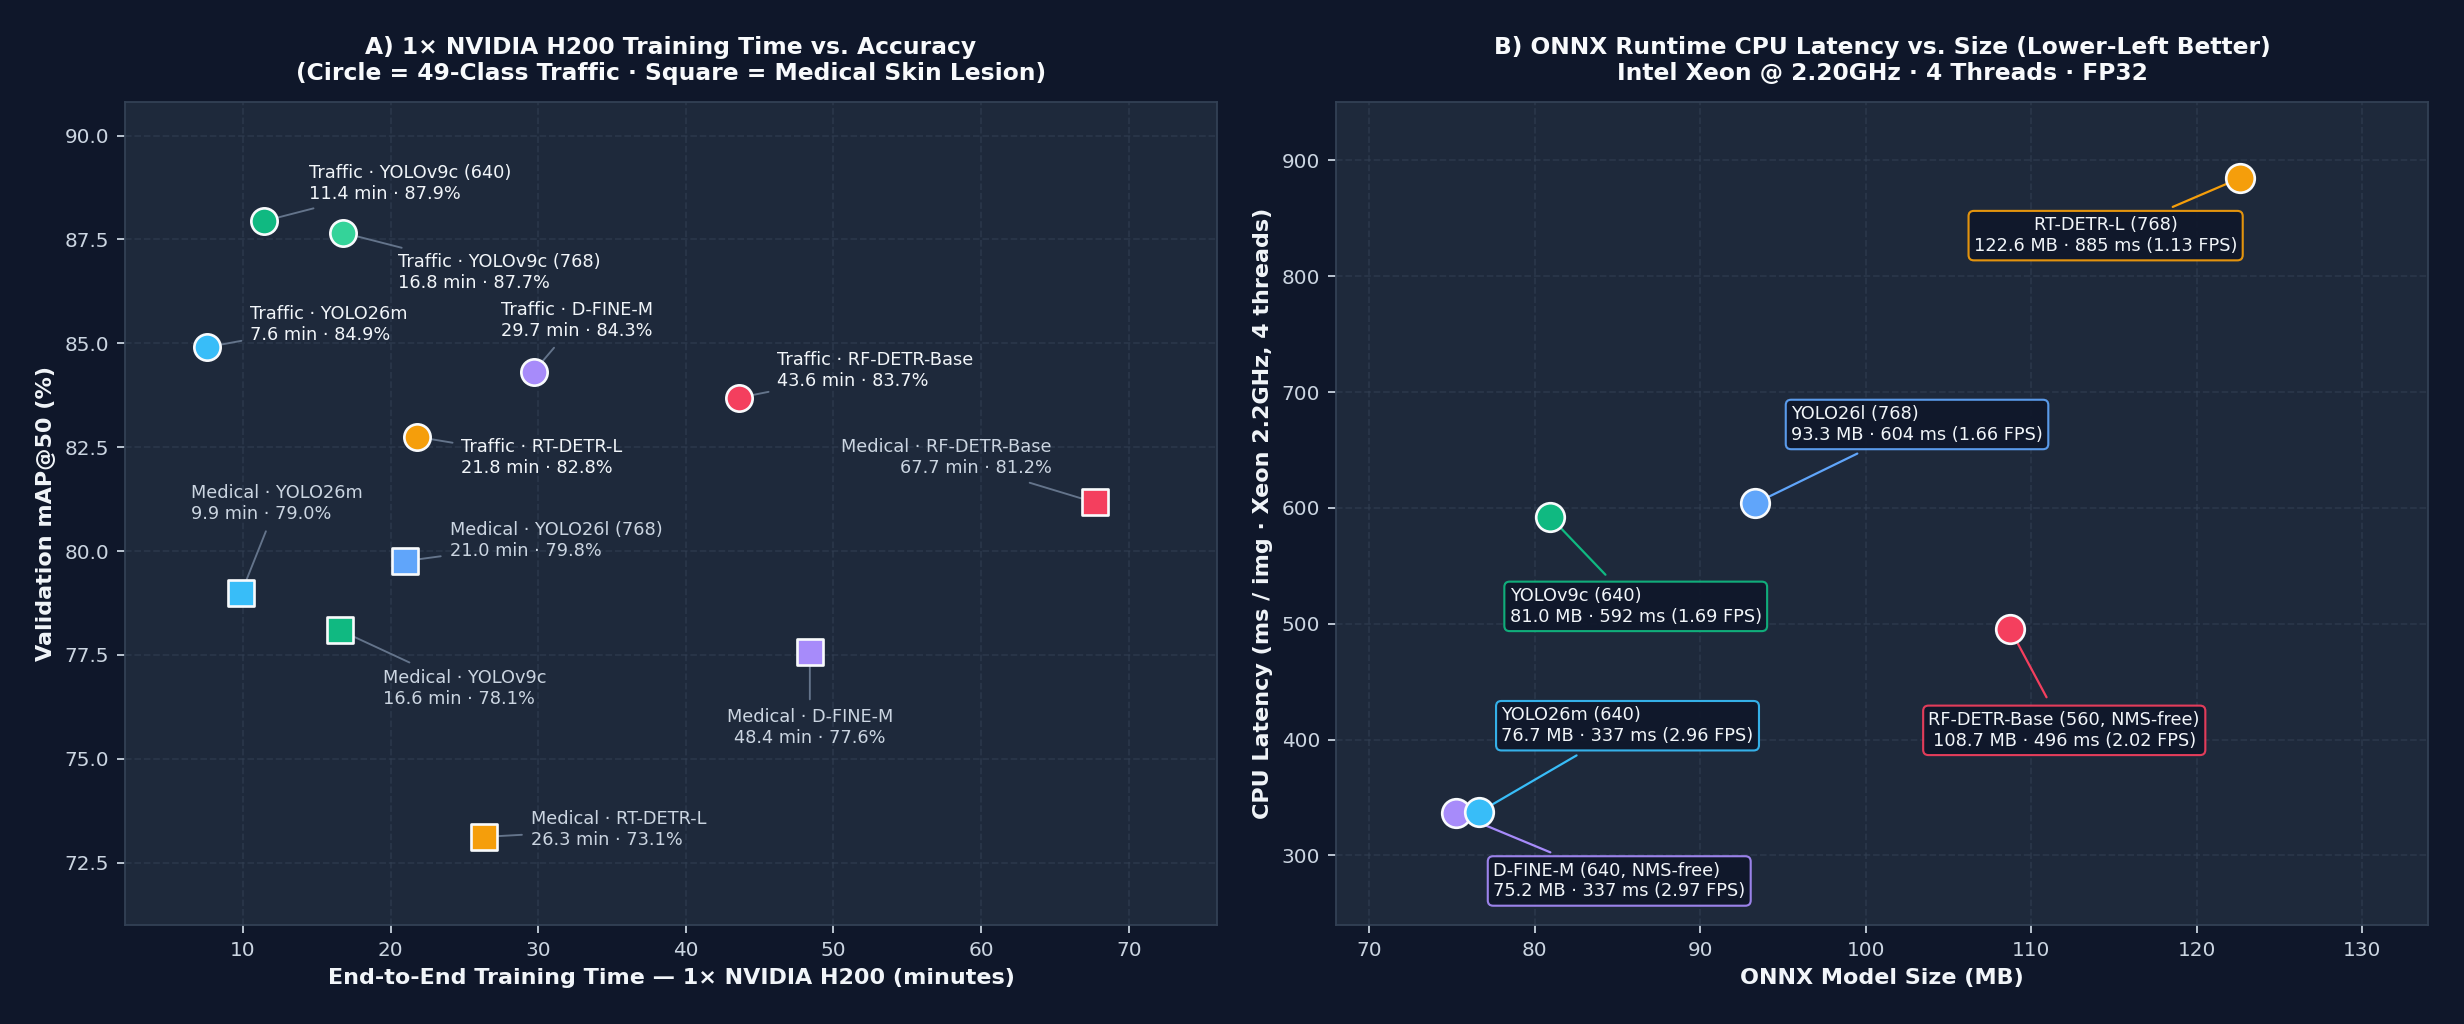 A) 1× NVIDIA H200 Training Time vs. Accuracy
(Circle = 49-Class Traffic · Square = Medical Skin Lesion)
Validation mAP@50 (%)
90.0
87.5
85.0
82.5
80.0
77.5
75.0
72.5
Traffic · YOLOv9c (640)
11.4 min · 87.9%
Traffic · YOLOv9c (768)
16.8 min · 87.7%
Traffic · YOLO26m
7.6 min · 84.9%
Traffic · D-FINE-M
29.7 min · 84.3%
Traffic · RF-DETR-Base
43.6 min · 83.7%
Traffic · RT-DETR-L
21.8 min · 82.8%
Medical · RF-DETR-Base
67.7 min · 81.2%
Medical · YOLO26m
9.9 min · 79.0%
Medical · YOLO26l (768)
21.0 min · 79.8%
Medical · YOLOv9c
16.6 min · 78.1%
Medical · D-FINE-M
48.4 min · 77.6%
Medical · RT-DETR-L
26.3 min · 73.1%
10
20
30
40
50
60
70
End-to-End Training Time — 1× NVIDIA H200 (minutes)
B) ONNX Runtime CPU Latency vs. Size (Lower-Left Better)
Intel Xeon @ 2.20GHz · 4 Threads · FP32
CPU Latency (ms / img · Xeon 2.2GHz, 4 threads)
900
800
700
600
500
400
300
RT-DETR-L (768)
122.6 MB · 885 ms (1.13 FPS)
YOLO26l (768)
93.3 MB · 604 ms (1.66 FPS)
YOLOv9c (640)
81.0 MB · 592 ms (1.69 FPS)
YOLO26m (640)
76.7 MB · 337 ms (2.96 FPS)
RF-DETR-Base (560, NMS-free)
108.7 MB · 496 ms (2.02 FPS)
D-FINE-M (640, NMS-free)
75.2 MB · 337 ms (2.97 FPS)
70
80
90
100
110
120
130
ONNX Model Size (MB)